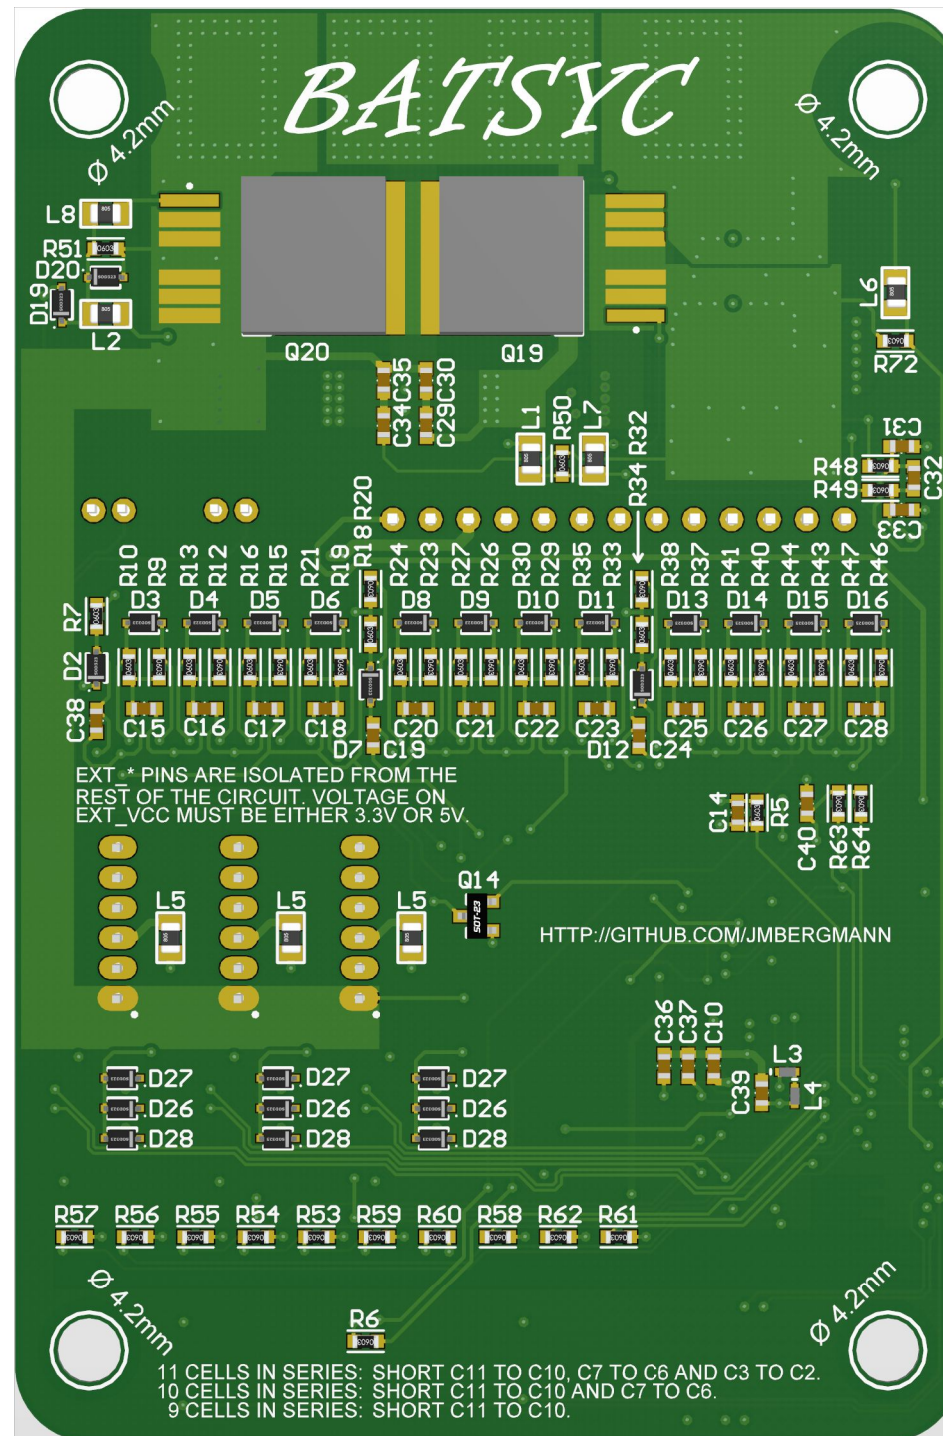 BATSYC
Ø 4.2mm
Ø 4.2mm
L8
R51
D20
D19
L2
Q20
Q19
L6
R72
C35
C30
C34
C29
L1
R50
L7
R32
R34
C31
R48
R49
C32
C33
R20
R18
R10
R9
R13
R12
R16
R15
R21
R19
R24
R23
R27
R26
R30
R29
R35
R33
R38
R37
R41
R40
R44
R43
R47
R46
R7
D3
D4
D5
D6
D8
D9
D10
D11
D13
D14
D15
D16
D2
C38
C15
C16
C17
C18
D7
C19
C20
C21
C22
C23
D12
C24
C25
C26
C27
C28
EXT_* PINS ARE ISOLATED FROM THE
REST OF THE CIRCUIT. VOLTAGE ON
EXT_VCC MUST BE EITHER 3.3V OR 5V.
C14
R5
C40
R63
R64
L5
L5
L5
Q14
SOT-23
HTTP://GITHUB.COM/JMBERGMANN
C36
C37
C10
L3
C39
L4
D27
D27
D27
D26
D26
D26
D28
D28
D28
R57
R56
R55
R54
R53
R59
R60
R58
R62
R61
Ø 4.2mm
Ø 4.2mm
R6
11 CELLS IN SERIES: SHORT C11 TO C10, C7 TO C6 AND C3 TO C2.
10 CELLS IN SERIES: SHORT C11 TO C10 AND C7 TO C6.
9 CELLS IN SERIES: SHORT C11 TO C10.